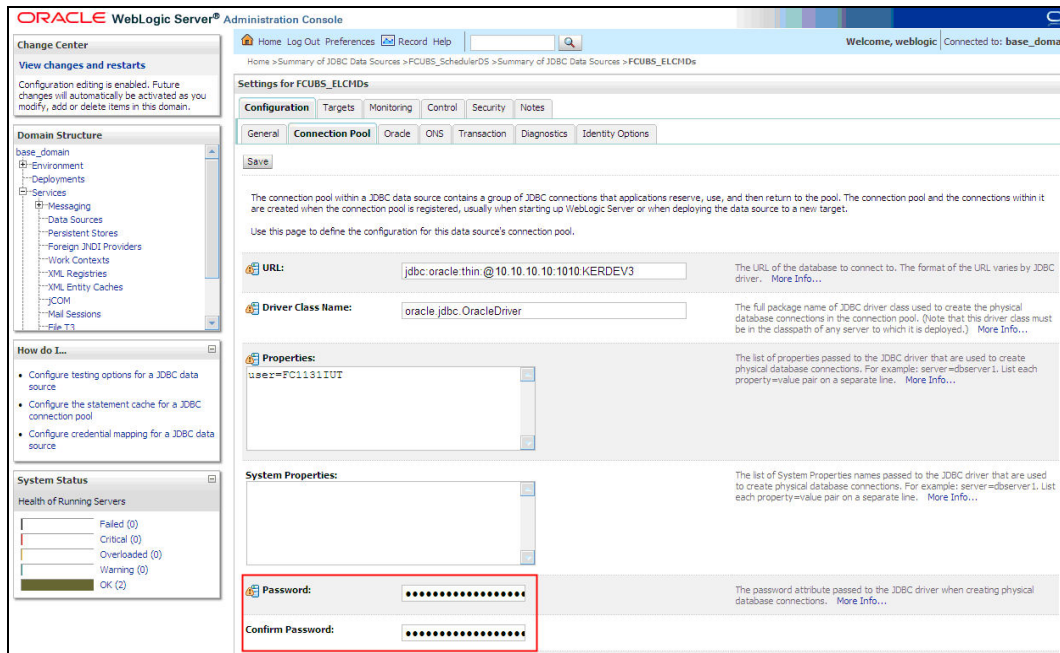 ORACLE WebLogic Server® Administration Console
Change Center
View changes and restarts
Configuration editing is enabled. Future
changes will automatically be activated as you
modify, add or delete items in this domain.
Domain Structure
base_domain
Environment
Deployments
Services
Messaging
Data Sources
Persistent Stores
Foreign JNDI Providers
Work Contexts
XML Registries
XML Entity Caches
jCOM
Mail Sessions
File T3
How do I...
Configure testing options for a JDBC data
source
Configure the statement cache for a JDBC
connection pool
Configure credential mapping for a JDBC data
source
System Status
Health of Running Servers
Failed (0)
Critical (0)
Overloaded (0)
Warning (0)
OK (2)
Home Log Out Preferences Record Help
Welcome, weblogic Connected to: base_doma
Home >Summary of JDBC Data Sources >FCUBS_SchedulerDS >Summary of JDBC Data Sources >FCUBS_ELCMDs
Settings for FCUBS_ELCMDs
Configuration Targets Monitoring Control Security Notes
General Connection Pool Oracle ONS Transaction Diagnostics Identity Options
Save
The connection pool within a JDBC data source contains a group of JDBC connections that applications reserve, use, and then return to the pool. The connection pool and the connections within it
are created when the connection pool is registered, usually when starting up WebLogic Server or when deploying the data source to a new target.
Use this page to define the configuration for this data source's connection pool.
URL:
jdbc:oracle:thin:@10.10.10.10:1010:KERDEV3
The URL of the database to connect to. The format of the URL varies by JDBC
driver. More Info...
Driver Class Name:
oracle.jdbc.OracleDriver
The full package name of JDBC driver class used to create the physical
database connections in the connection pool. (Note that this driver class must
be in the classpath of any server to which it is deployed.) More Info...
Properties:
user=FC1131IUT
The list of properties passed to the JDBC driver that are used to create
physical database connections. For example: server=dbserver1. List each
property=value pair on a separate line. More Info...
System Properties:
The list of System Properties names passed to the JDBC driver that are used
to create physical database connections. For example: server=dbserver1. List
each property=value pair on a separate line. More Info...
Password:
●●●●●●●●●●●●●●●●●●
The password attribute passed to the JDBC driver when creating physical
database connections. More Info...
Confirm Password:
●●●●●●●●●●●●●●●●●●